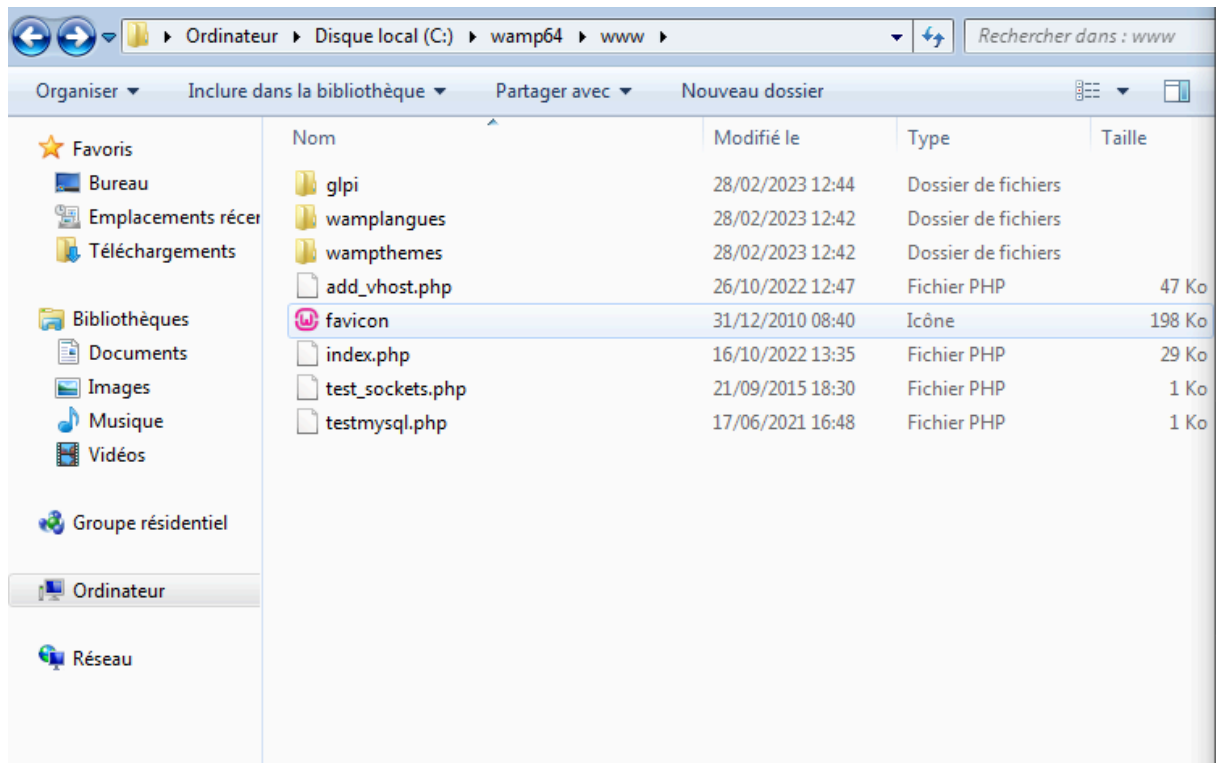 Ordinateur Disque local (C:) wamp64 www Rechercher dans : www
Organiser Inclure dans la bibliothèque Partager avec Nouveau dossier
Favoris
Bureau
Emplacements récer
Téléchargements
Bibliothèques
Documents
Images
Musique
Vidéos
Groupe résidentiel
Ordinateur
Réseau
Nom Modifié le Type Taille
glpi 28/02/2023 12:44 Dossier de fichiers
wamplangues 28/02/2023 12:42 Dossier de fichiers
wampthemes 28/02/2023 12:42 Dossier de fichiers
add_vhost.php 26/10/2022 12:47 Fichier PHP 47 Ko
favicon 31/12/2010 08:40 Icône 198 Ko
index.php 16/10/2022 13:35 Fichier PHP 29 Ko
test_sockets.php 21/09/2015 18:30 Fichier PHP 1 Ko
testmysql.php 17/06/2021 16:48 Fichier PHP 1 Ko